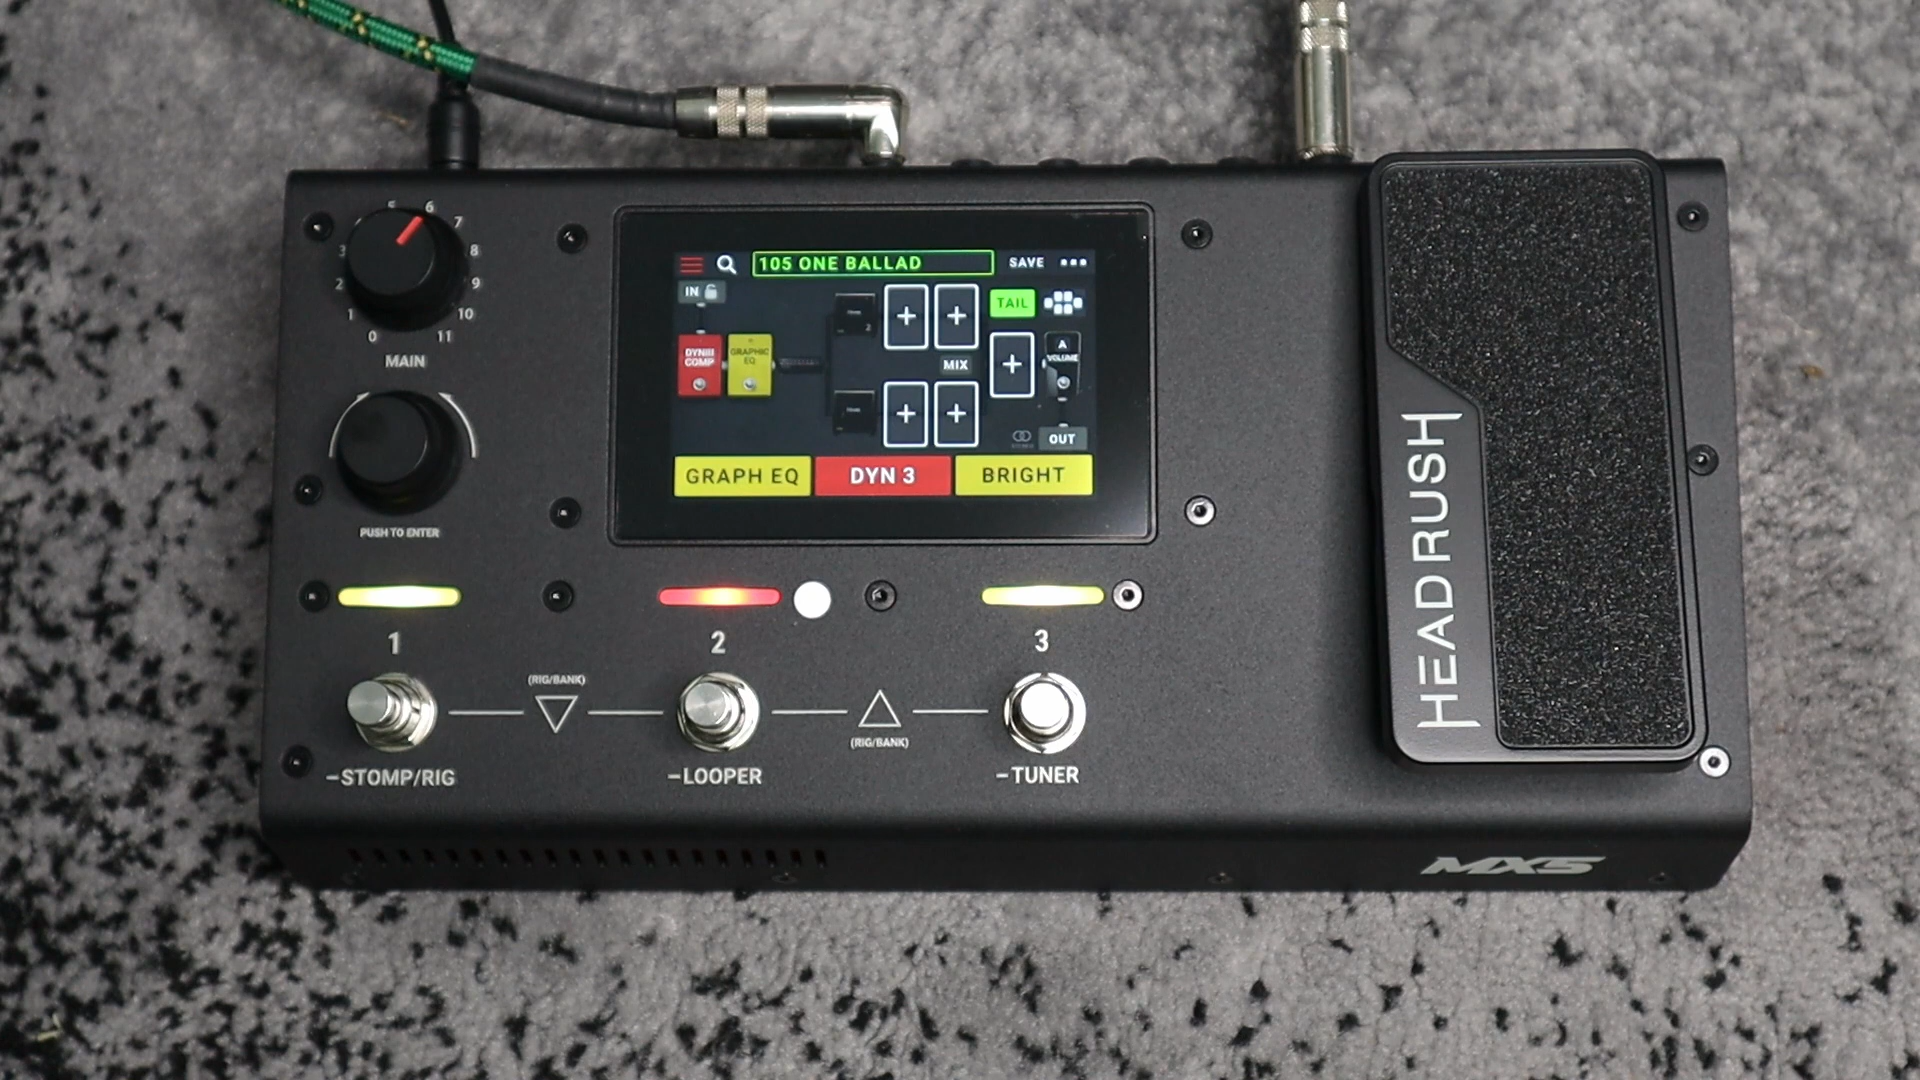 5
6
7
3
8
2
9
1
10
0
11
MAIN
PUSH TO ENTER
105 ONE BALLAD
SAVE
IN
TAIL
2
DYNIII
COMP
GRAPHIC
EQ
MIX
A
VOLUME
OUT
GRAPH EQ
DYN 3
BRIGHT
1
2
3
(RIG/BANK)
(RIG/BANK)
–STOMP/RIG
–LOOPER
–TUNER
HEADRUSH
MX5